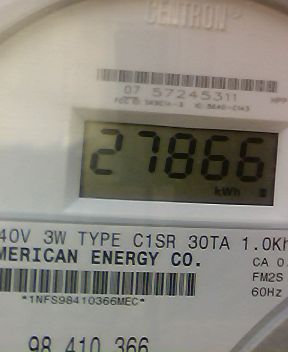 CENTRON®
07 57245311
27866
kWh
40V 3W TYPE C1SR 30TA 1.0Kh
MERICAN ENERGY CO.
CA 0.
FM2S
60Hz
*1NFS98410366MEC*
98 410 366